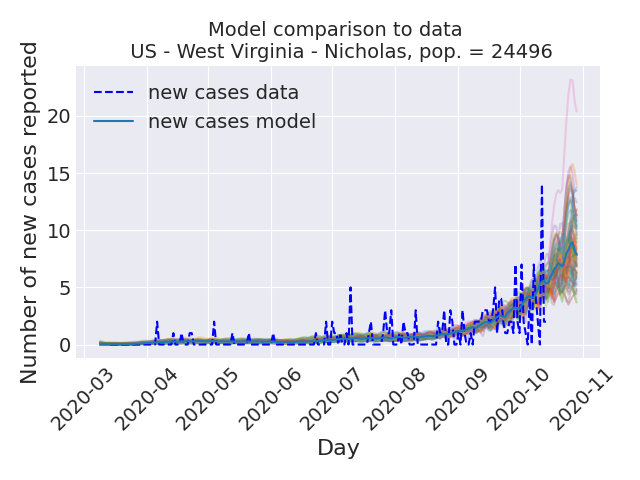 Model comparison to data
US - West Virginia - Nicholas, pop. = 24496
Number of new cases reported
new cases data
new cases model
20
15
10
5
0
2020-03
2020-04
2020-05
2020-06
2020-07
2020-08
2020-09
2020-10
2020-11
Day